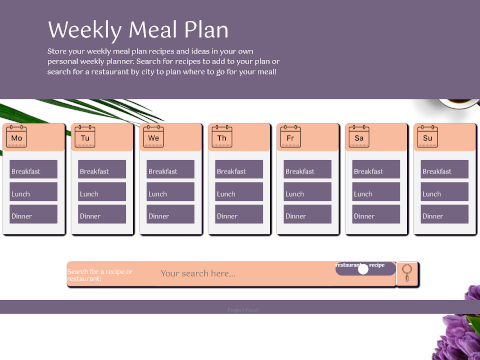 Weekly Meal Plan
Store your weekly meal plan recipes and ideas in your own
personal weekly planner. Search for recipes to add to your plan or
search for a restaurant by city to plan where to go for your meal!
Mo Tu We Th Fr Sa Su
Breakfast Breakfast Breakfast Breakfast Breakfast Breakfast Breakfast
Lunch Lunch Lunch Lunch Lunch Lunch Lunch
Dinner Dinner Dinner Dinner Dinner Dinner Dinner
restaurant recipe
Search for a recipe or
restaurant.
Your search here...